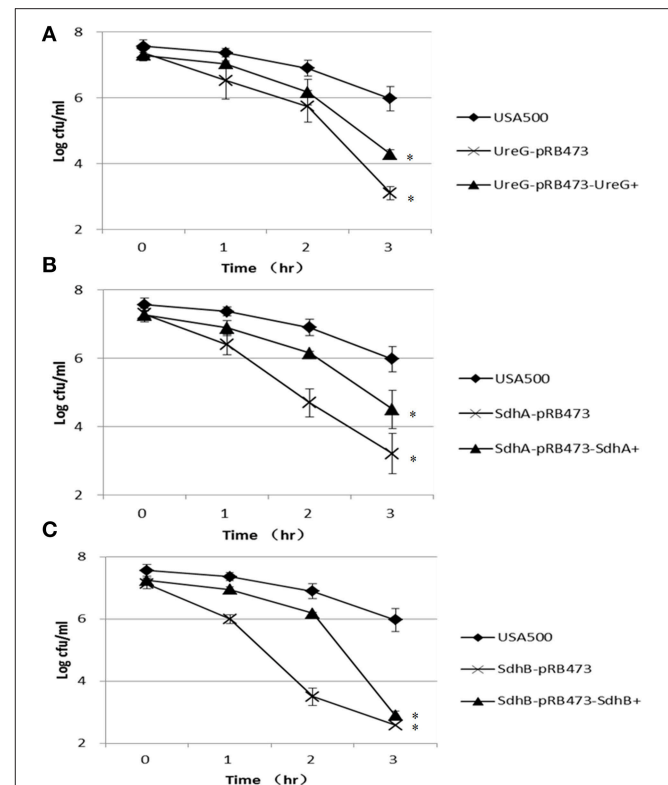 A
8
6
4
2
Log cfu/ml
0 1 2 3
Time （hr）
USA500
UreG-pRB473
UreG-pRB473-UreG+
*
*
B
8
6
4
2
Log cfu/ml
0 1 2 3
Time （hr）
USA500
SdhA-pRB473
SdhA-pRB473-SdhA+
*
*
C
8
6
4
2
Log cfu/ml
0 1 2 3
Time （hr）
USA500
SdhB-pRB473
SdhB-pRB473-SdhB+
*
*